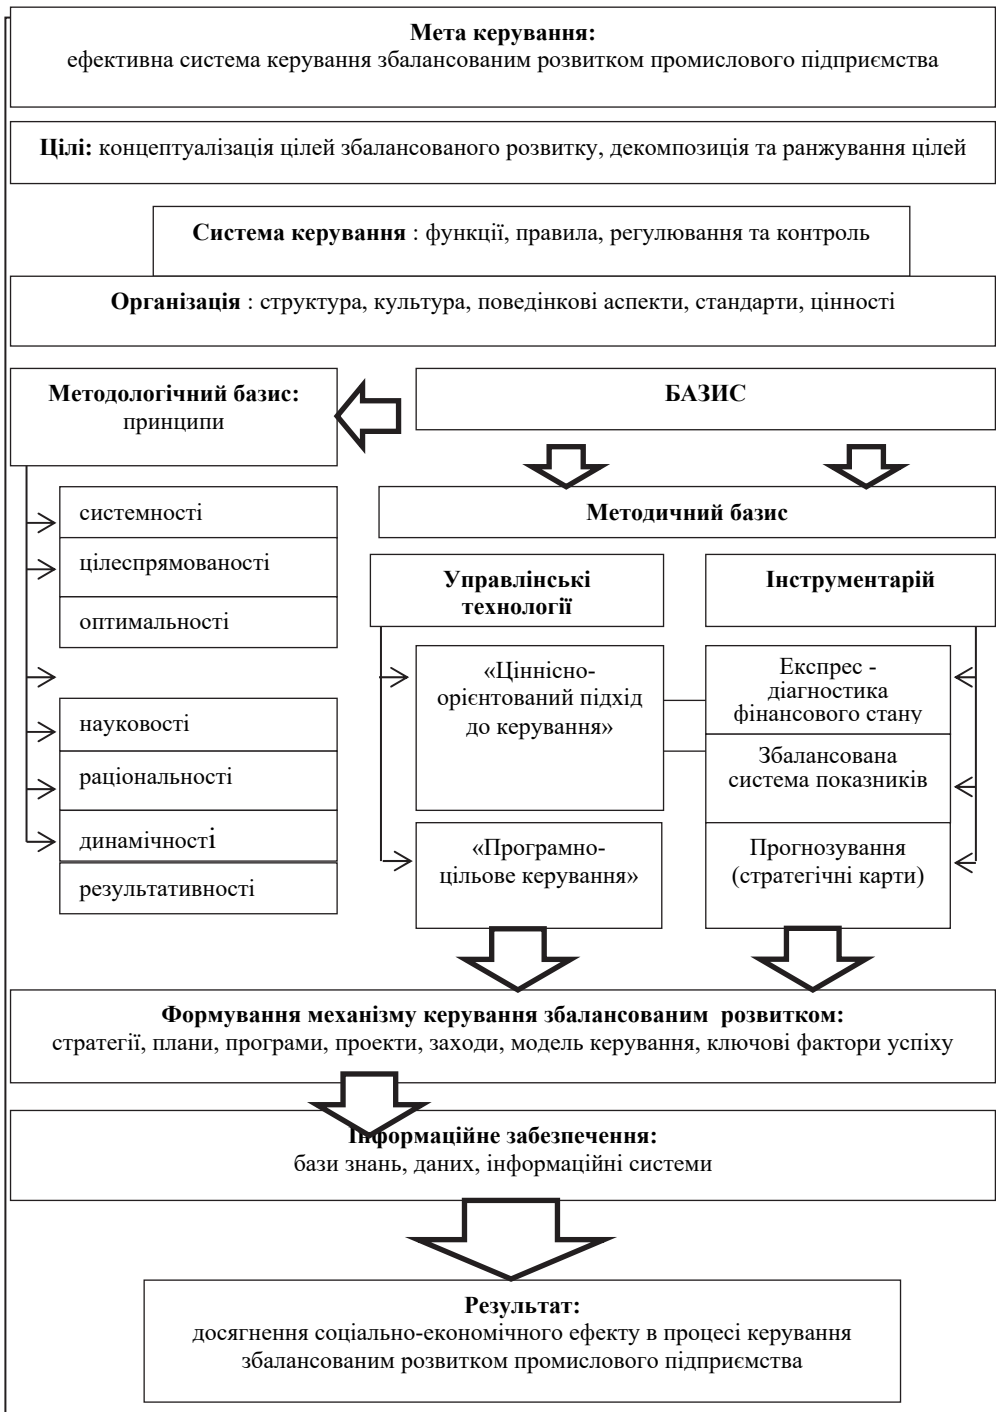 Мета керування:
ефективна система керування збалансованим розвитком промислового підприємства
Цілі: концептуалізація цілей збалансованого розвитку, декомпозиція та ранжування цілей
Система керування : функції, правила, регулювання та контроль
Організація : структура, культура, поведінкові аспекти, стандарти, цінності
Методологічний базис:
принципи
БАЗИС
системності
цілеспрямованості
оптимальності
науковості
раціональності
динамічності
результативності
Методичний базис
Управлінські
технології
«Ціннісно-
орієнтований підхід
до керування»
«Програмно-
цільове керування»
Інструментарій
Експрес -
діагностика
фінансового стану
Збалансована
система показників
Прогнозування
(стратегічні карти)
Формування механізму керування збалансованим розвитком:
стратегії, плани, програми, проекти, заходи, модель керування, ключові фактори успіху
Інформаційне забезпечення:
бази знань, даних, інформаційні системи
Результат:
досягнення соціально-економічного ефекту в процесі керування
збалансованим розвитком промислового підприємства